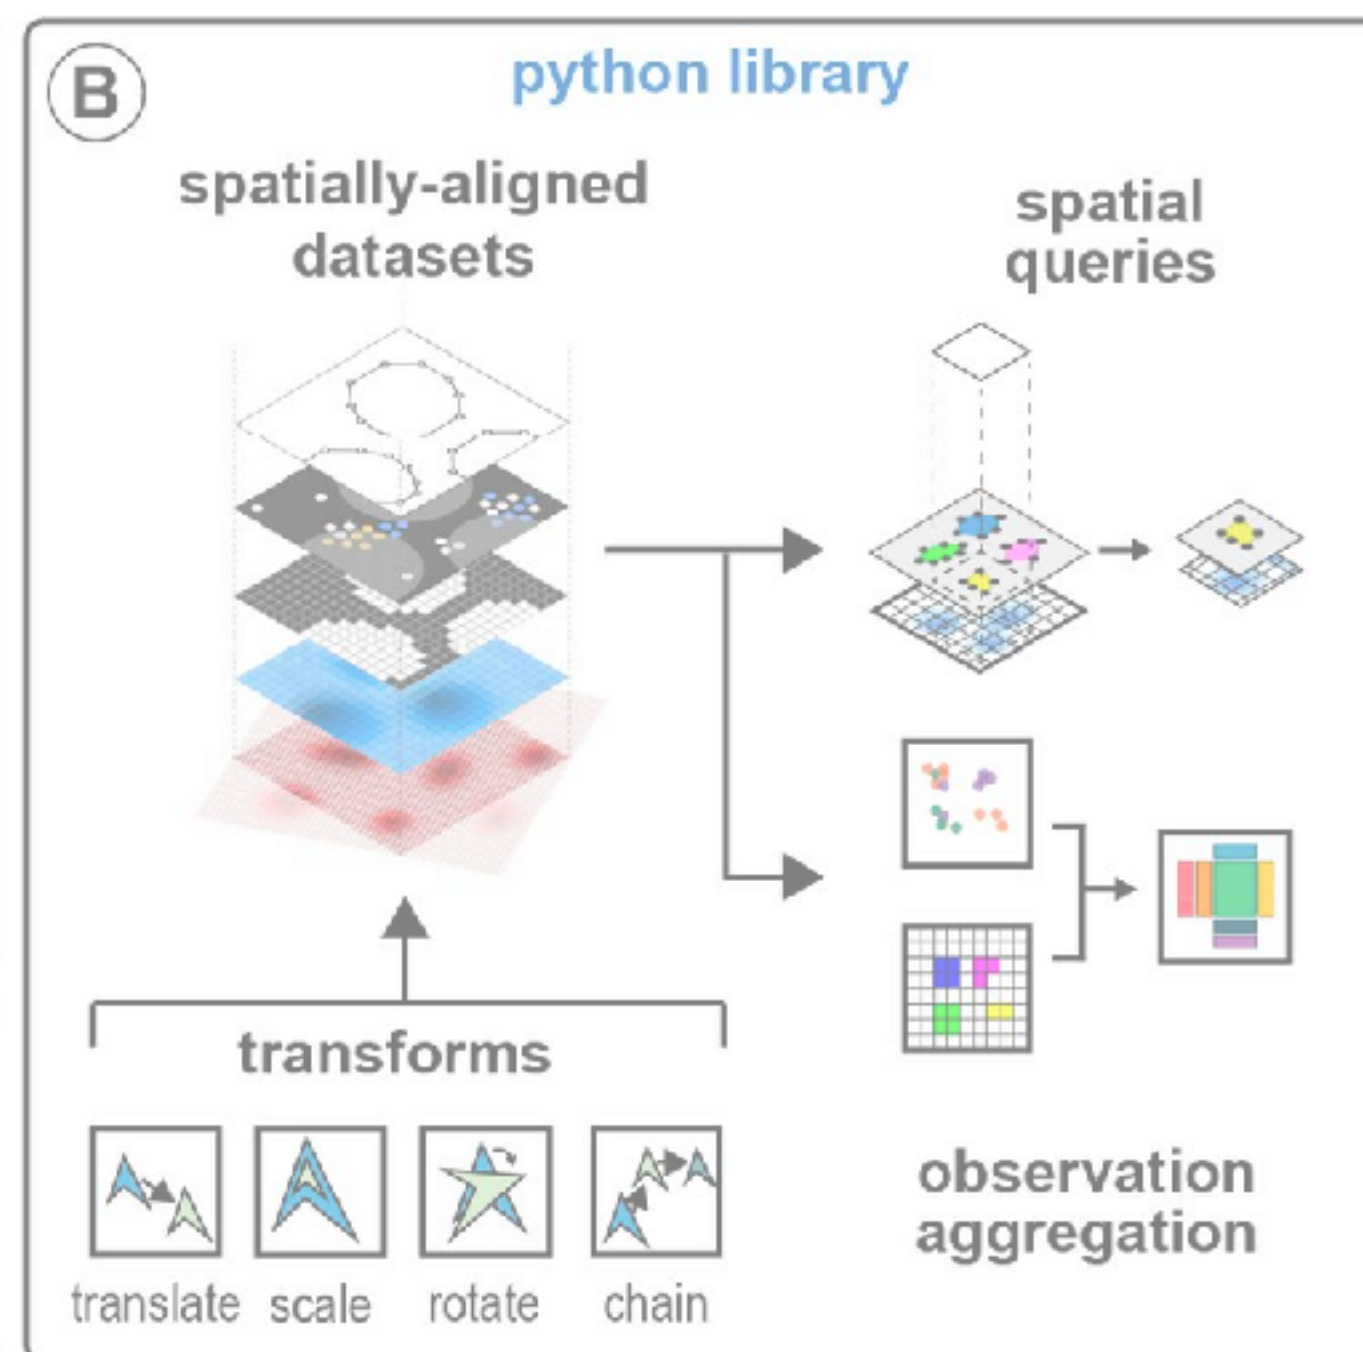 B
python library
spatially-aligned
datasets
spatial
queries
transforms
translate
scale
rotate
chain
observation
aggregation